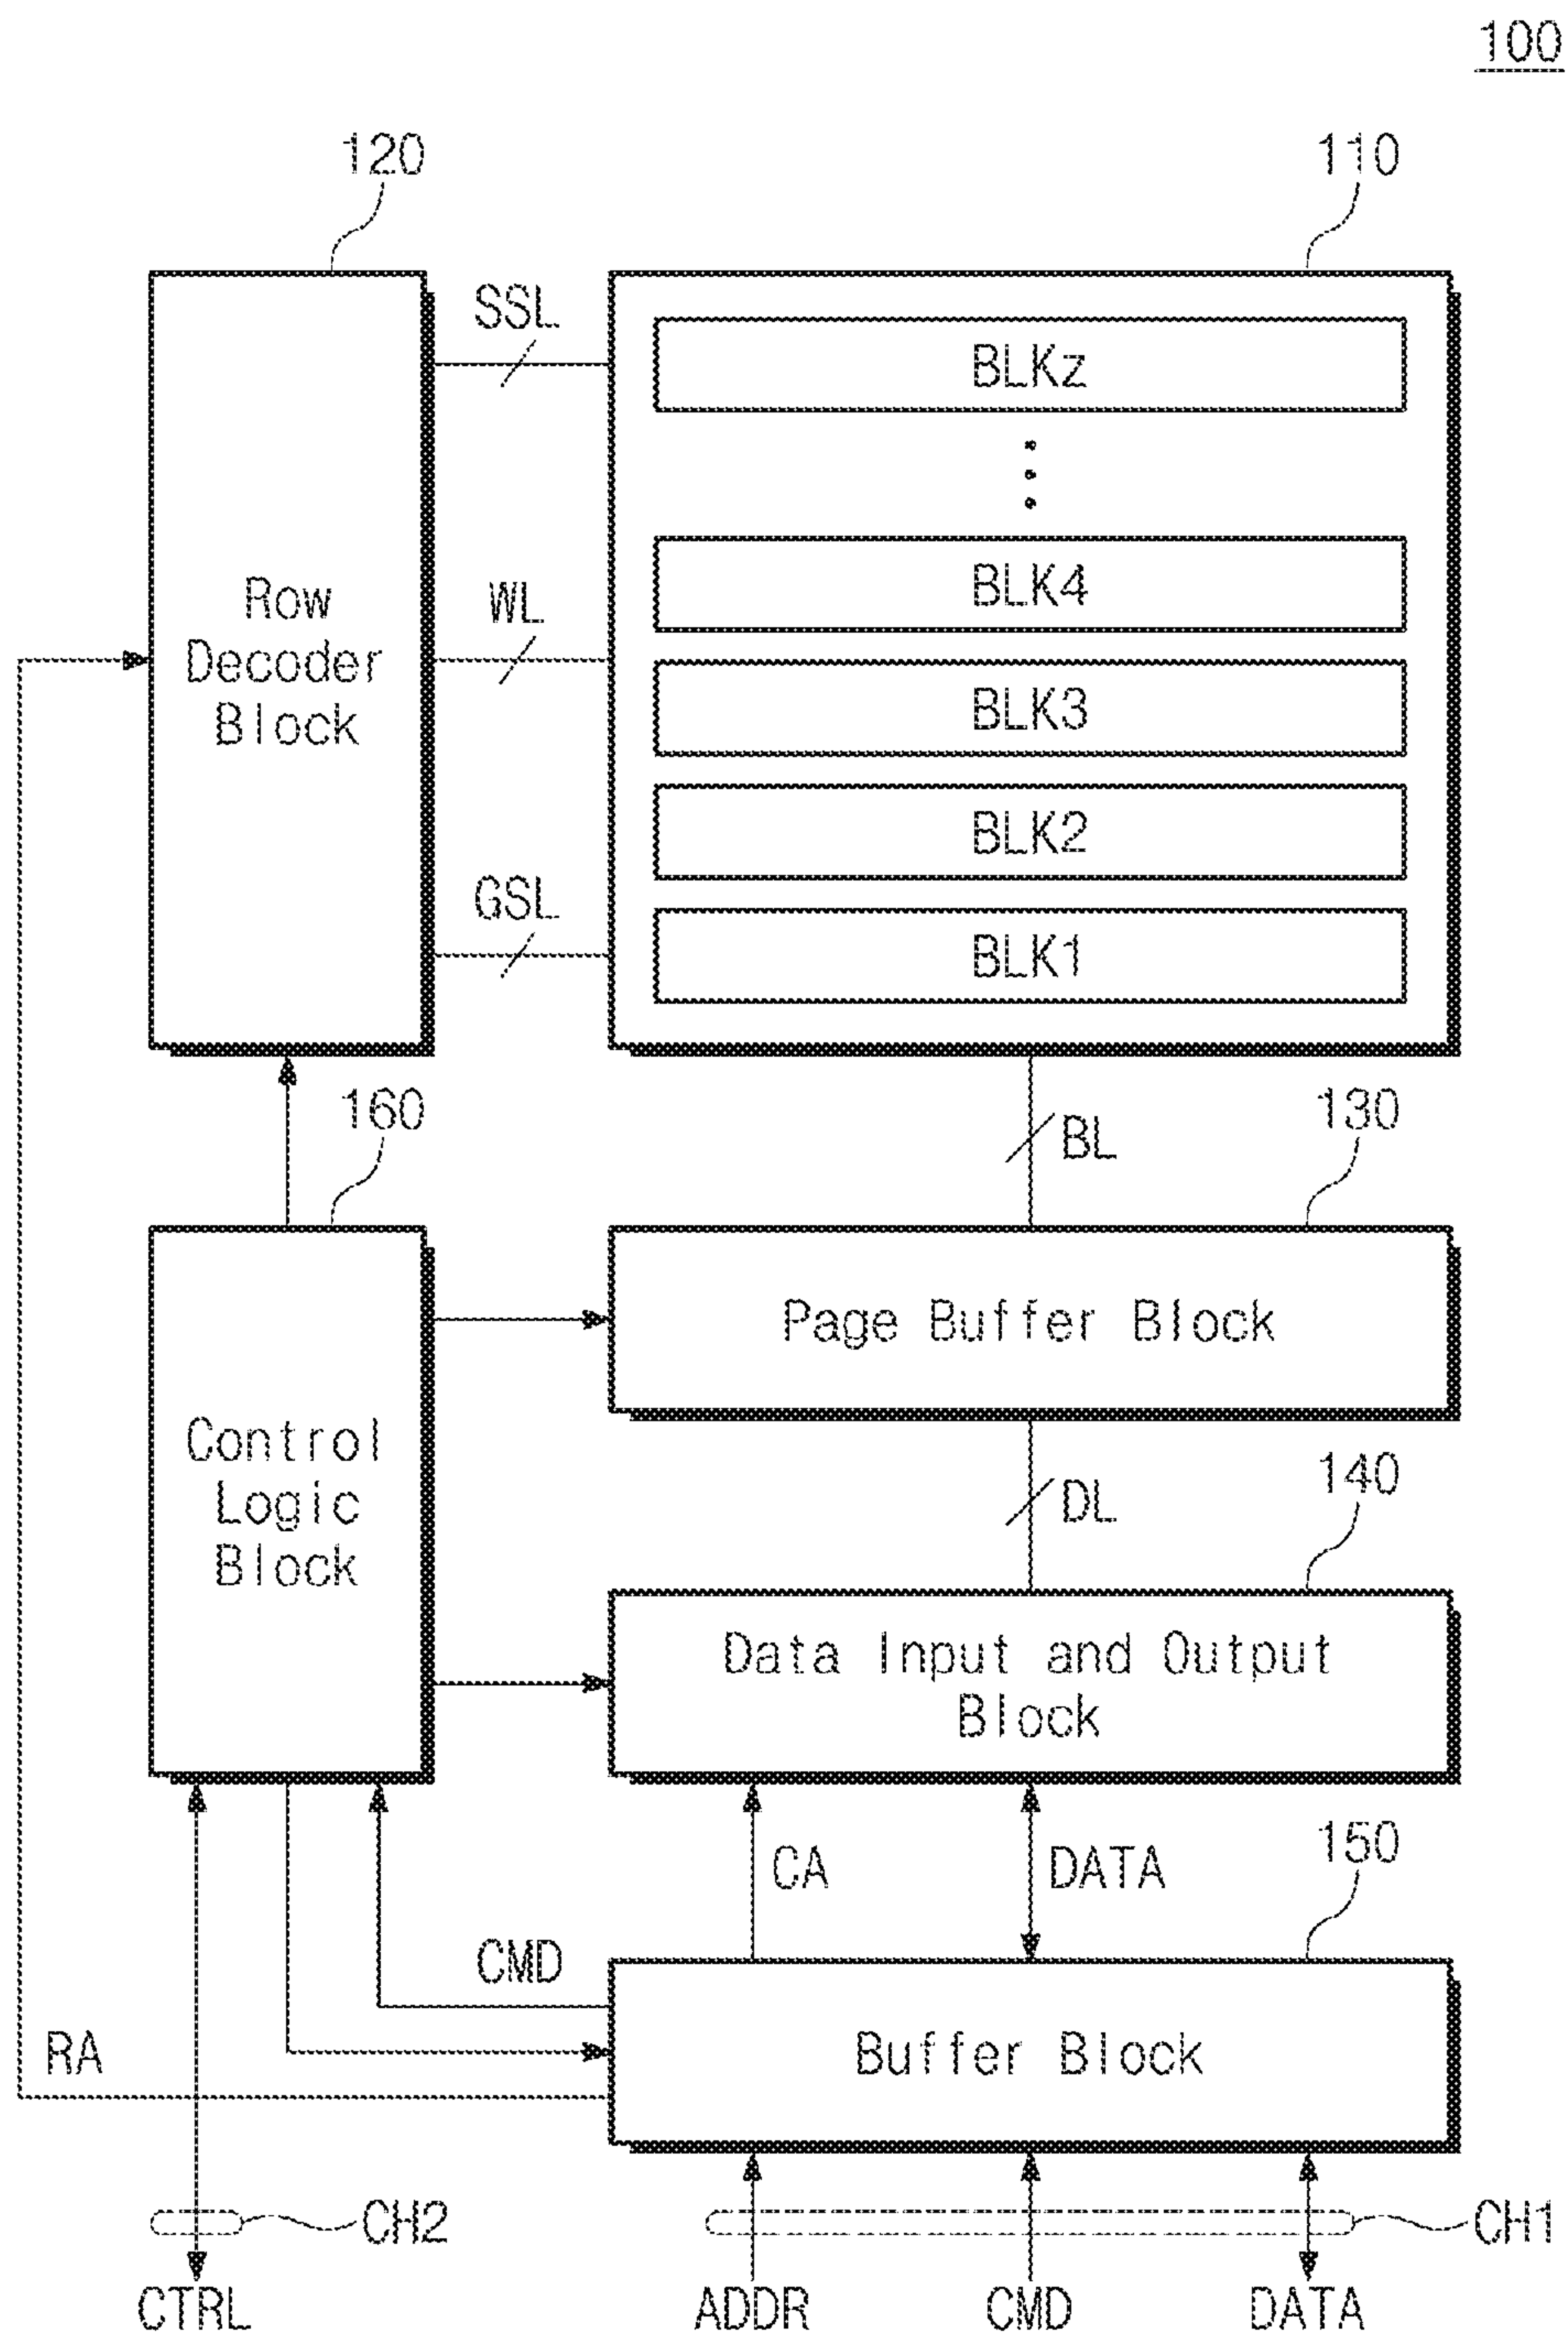 100
120
110
SSL
BLKz
BLK4
Row
Decoder
Block
WL
BLK3
BLK2
GSL
BLK1
160
BL
130
Page Buffer Block
Control
Logic
Block
DL
140
Data Input and Output
Block
CA
DATA
150
CMD
RA
Buffer Block
CH2
CH1
CTRL
ADDR
CMD
DATA